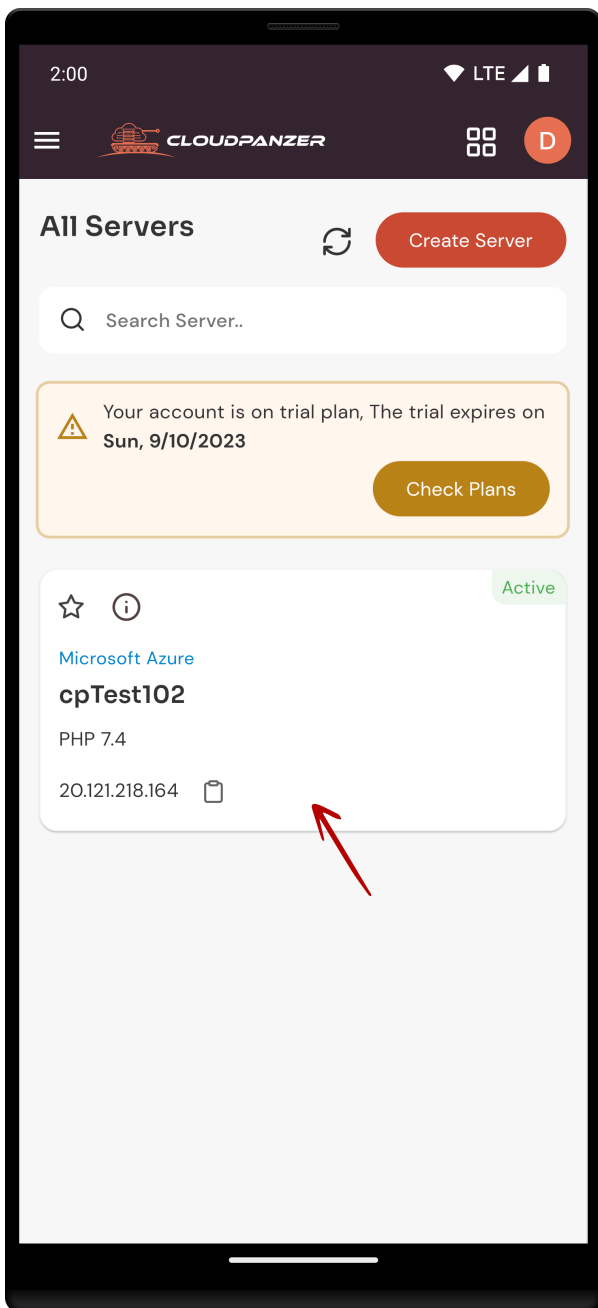 2:00
LTE
CLOUDPANZER
D
All Servers
Create Server
Search Server..
Your account is on trial plan, The trial expires on
Sun, 9/10/2023
Check Plans
Active
Microsoft Azure
cpTest102
PHP 7.4
20.121.218.164